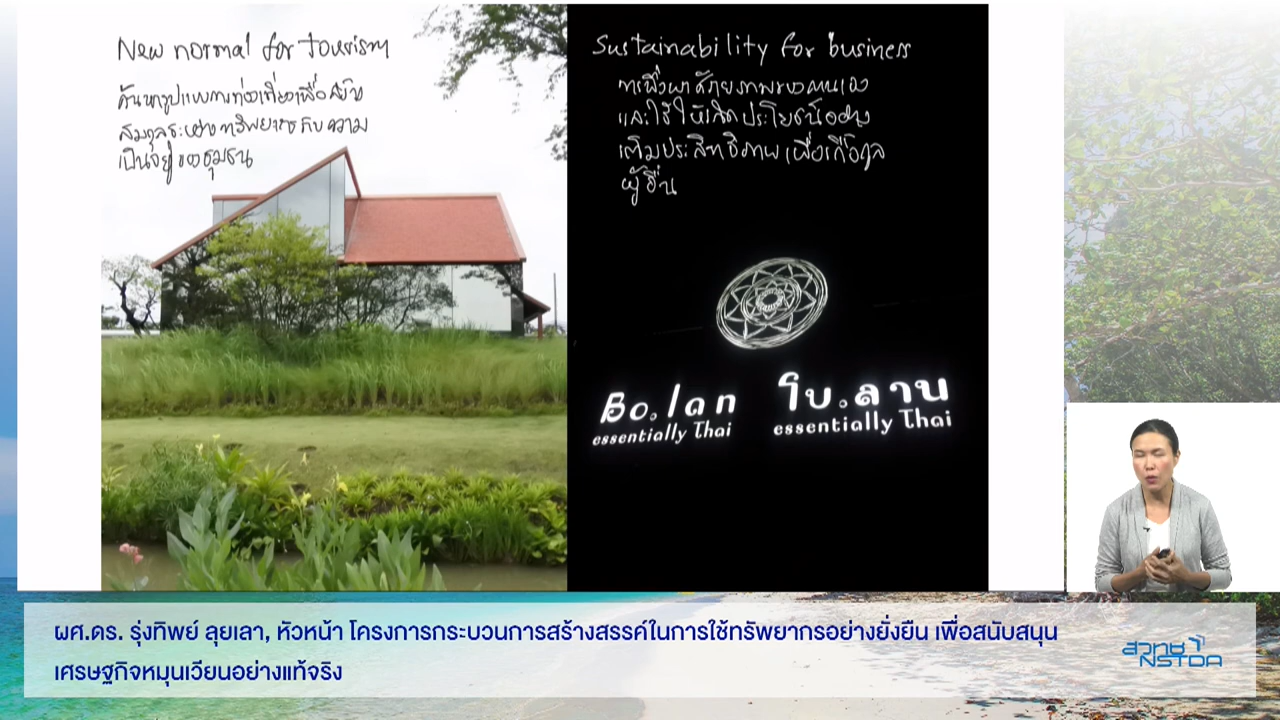 New normal for tourism
ค้นหารูปแบบการท่องเที่ยวเพื่อสร้าง
สมดุลระหว่างทรัพยากรกับความ
เป็นอยู่ของชุมชน
Sustainability for business
การพึ่งพาศักยภาพของตนเอง
และใช้ให้เกิดประโยชน์อย่าง
เต็มประสิทธิภาพเพื่อเกื้อกูล
ผู้อื่น
Bo.lan
essentially Thai
โบ.ลาน
essentially Thai
ผศ.ดร. รุ่งทิพย์ ลุยเลา, หัวหน้า โครงการกระบวนการสร้างสรรค์ในการใช้ทรัพยากรอย่างยั่งยืน เพื่อสนับสนุน
เศรษฐกิจหมุนเวียนอย่างแท้จริง
สวทช
NSTDA